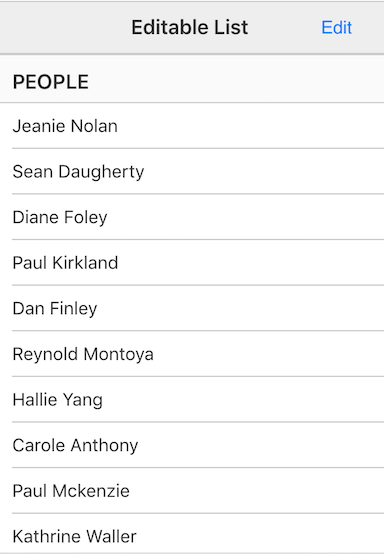 Editable List
Edit
PEOPLE
Jeanie Nolan
Sean Daugherty
Diane Foley
Paul Kirkland
Dan Finley
Reynold Montoya
Hallie Yang
Carole Anthony
Paul Mckenzie
Kathrine Waller